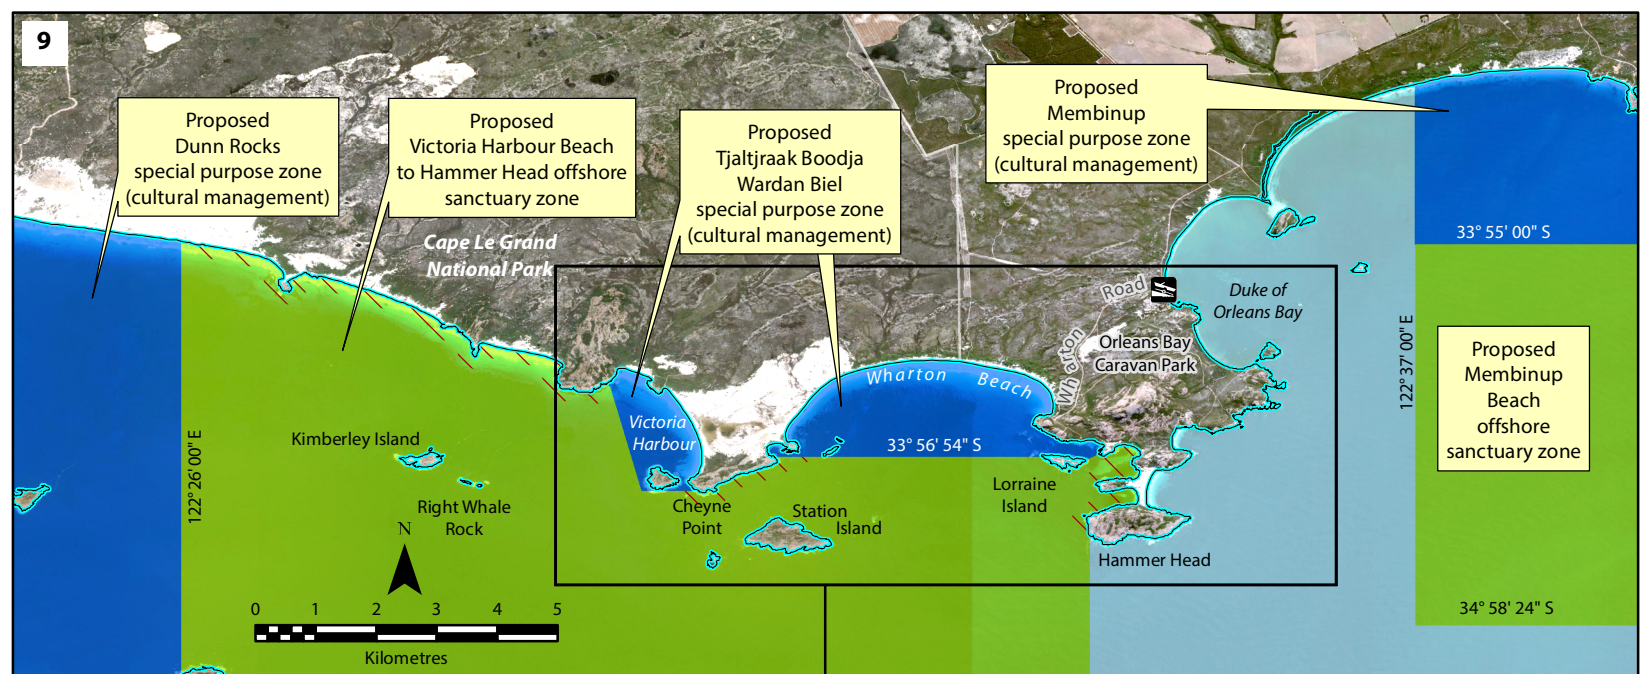 9
Proposed
Dunn Rocks
special purpose zone
(cultural management)
Proposed
Victoria Harbour Beach
to Hammer Head offshore
sanctuary zone
Proposed
Tjaltjraak Boodja
Wardan Biel
special purpose zone
(cultural management)
Proposed
Membinup
special purpose zone
(cultural management)
Cape Le Grand
National Park
33° 55' 00" S
Duke of
Orleans Bay
Wharton Road
Orleans Bay
Caravan Park
122° 37' 00" E
Proposed
Membinup
Beach
offshore
sanctuary zone
Wharton Beach
Victoria
Harbour
33° 56' 54" S
122° 26' 00" E
Kimberley Island
Right Whale
Rock
Cheyne
Point
Station
Island
Lorraine
Island
Hammer Head
34° 58' 24" S
N
0 1 2 3 4 5
Kilometres